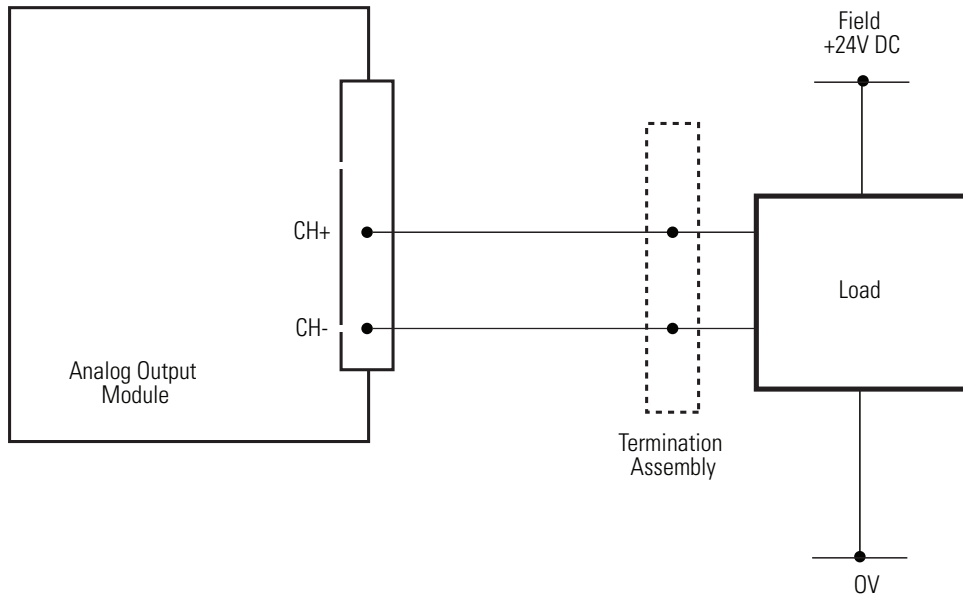 Field
+24V DC
CH+
Load
CH-
Analog Output
Module
Termination
Assembly
0V